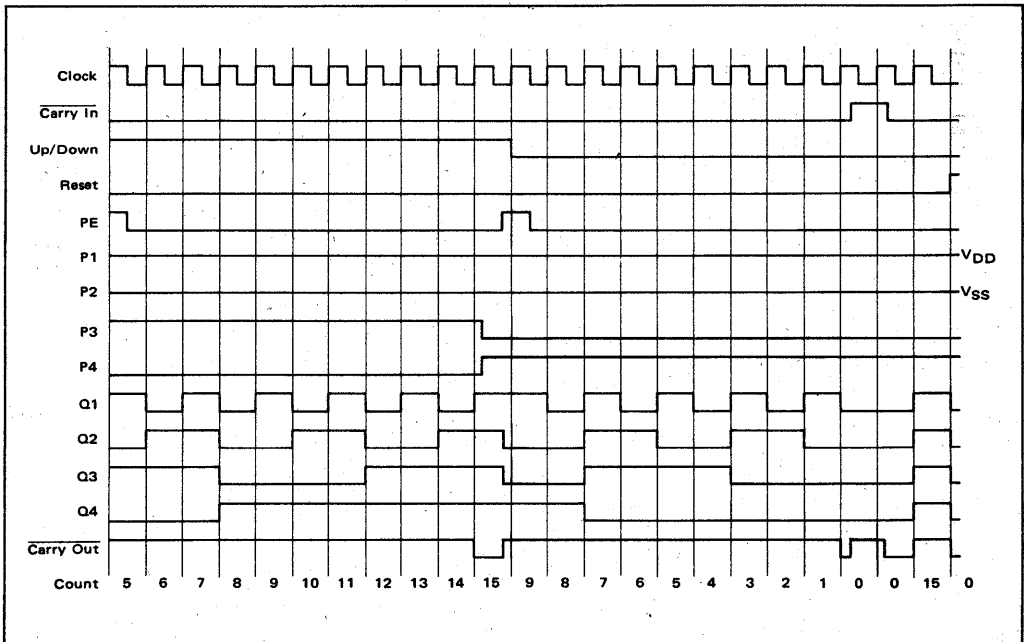 Clock
Carry In
Up/Down
Reset
PE
P1
VDD
P2
VSS
P3
P4
Q1
Q2
Q3
Q4
Carry Out
Count 5 6 7 8 9 10 11 12 13 14 15 9 8 7 6 5 4 3 2 1 0 0 15 0